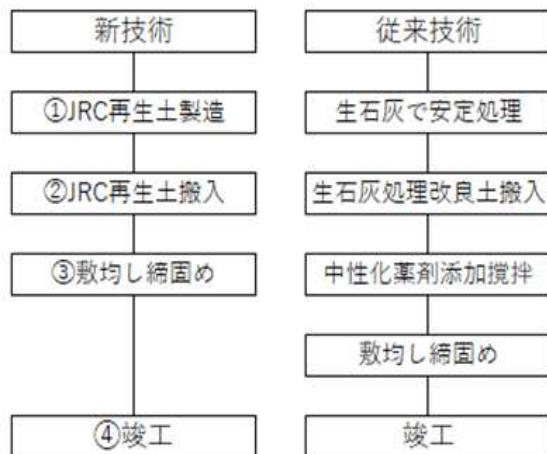 新技術
①JRC再生土製造
②JRC再生土搬入
③敷均し締固め
④竣工
従来技術
生石灰で安定処理
生石灰処理改良土搬入
中性化薬剤添加撹拌
敷均し締固め
竣工